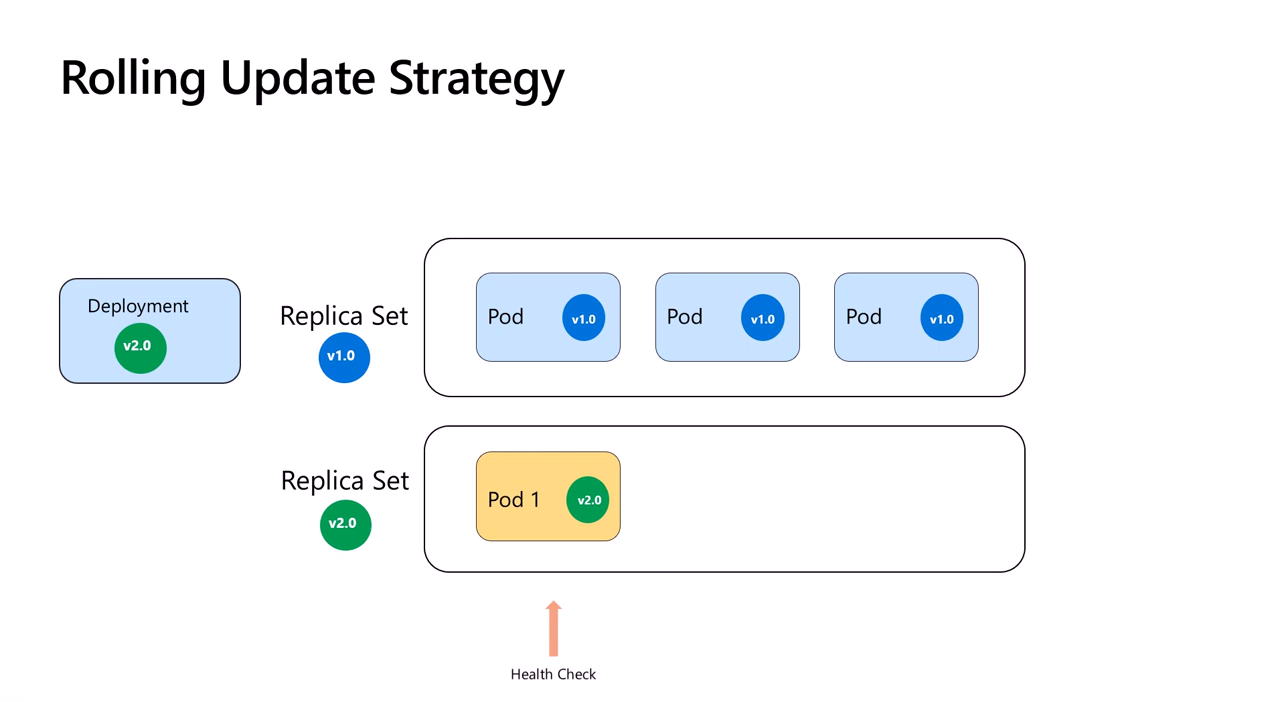 Rolling Update Strategy
Deployment
v2.0
Replica Set
v1.0
Pod
v1.0
Pod
v1.0
Pod
v1.0
Replica Set
v2.0
Pod 1
v2.0
Health Check